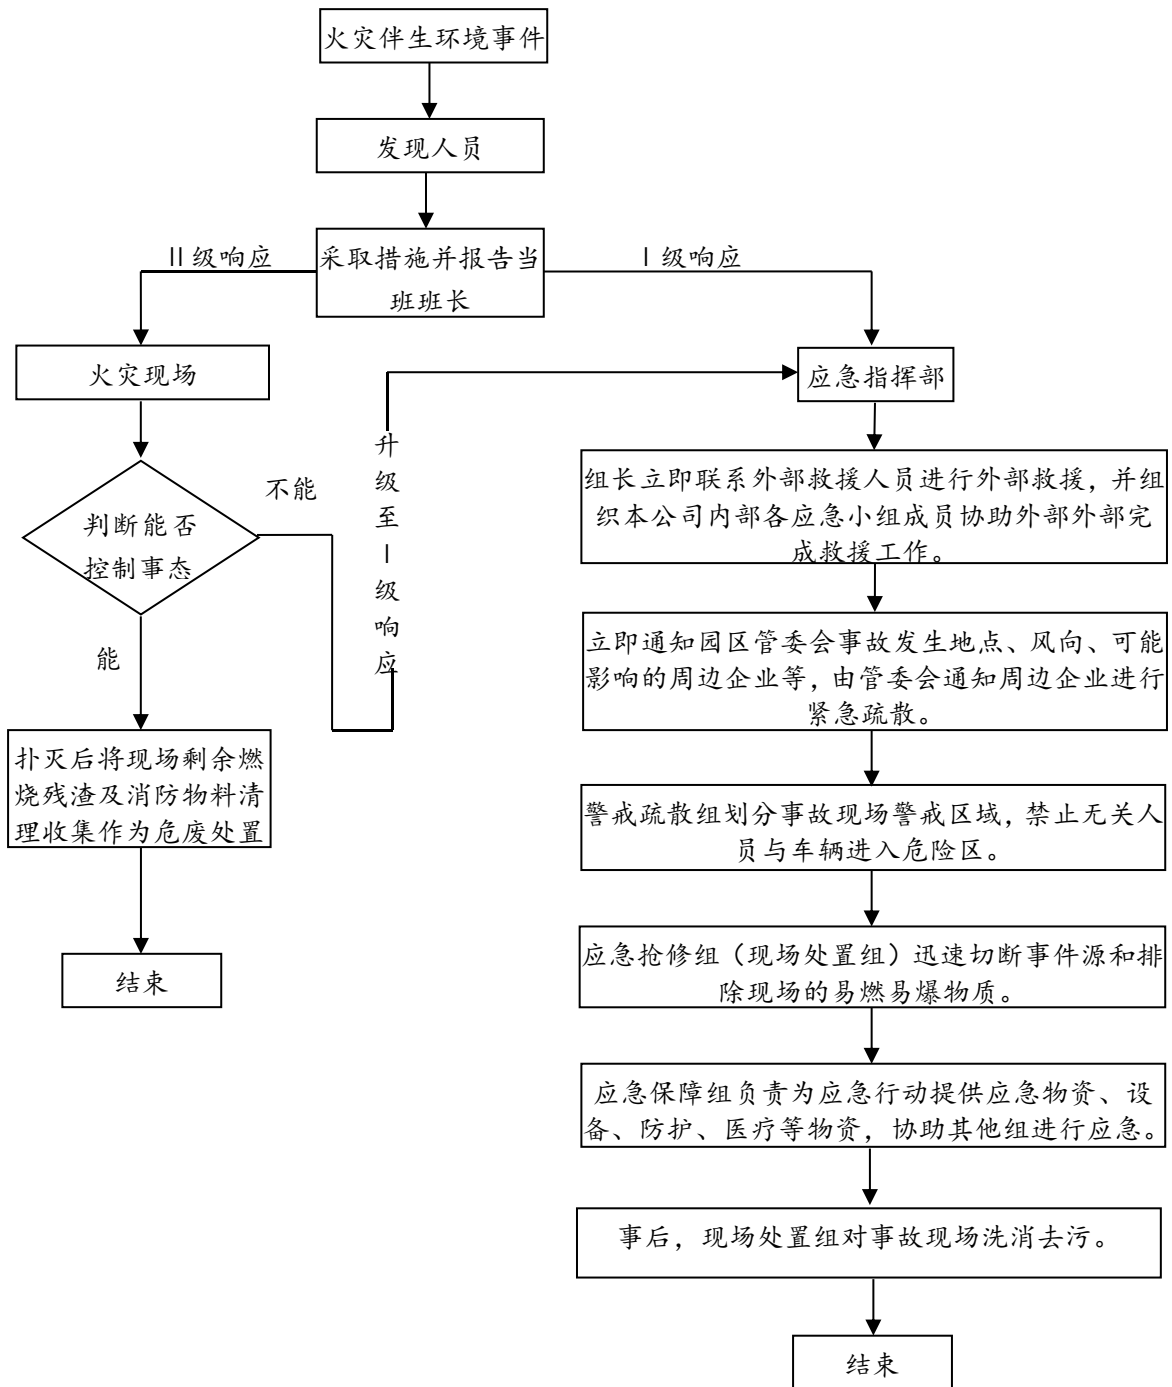 火灾伴生环境事件
发现人员
采取措施并报告当
班班长
II 级响应
I 级响应
火灾现场
应急指挥部
判断能否
控制事态
不能
能
升
级
至
I
级
响
应
扑灭后将现场剩余燃
烧残渣及消防物料清
理收集作为危废处置
结束
组长立即联系外部救援人员进行外部救援，并组
织本公司内部各应急小组成员协助外部外部完
成救援工作。
立即通知园区管委会事故发生地点、风向、可能
影响的周边企业等，由管委会通知周边企业进行
紧急疏散。
警戒疏散组划分事故现场警戒区域，禁止无关人
员与车辆进入危险区。
应急抢修组（现场处置组）迅速切断事件源和排
除现场的易燃易爆物质。
应急保障组负责为应急行动提供应急物资、设
备、防护、医疗等物资，协助其他组进行应急。
事后，现场处置组对事故现场洗消去污。
结束